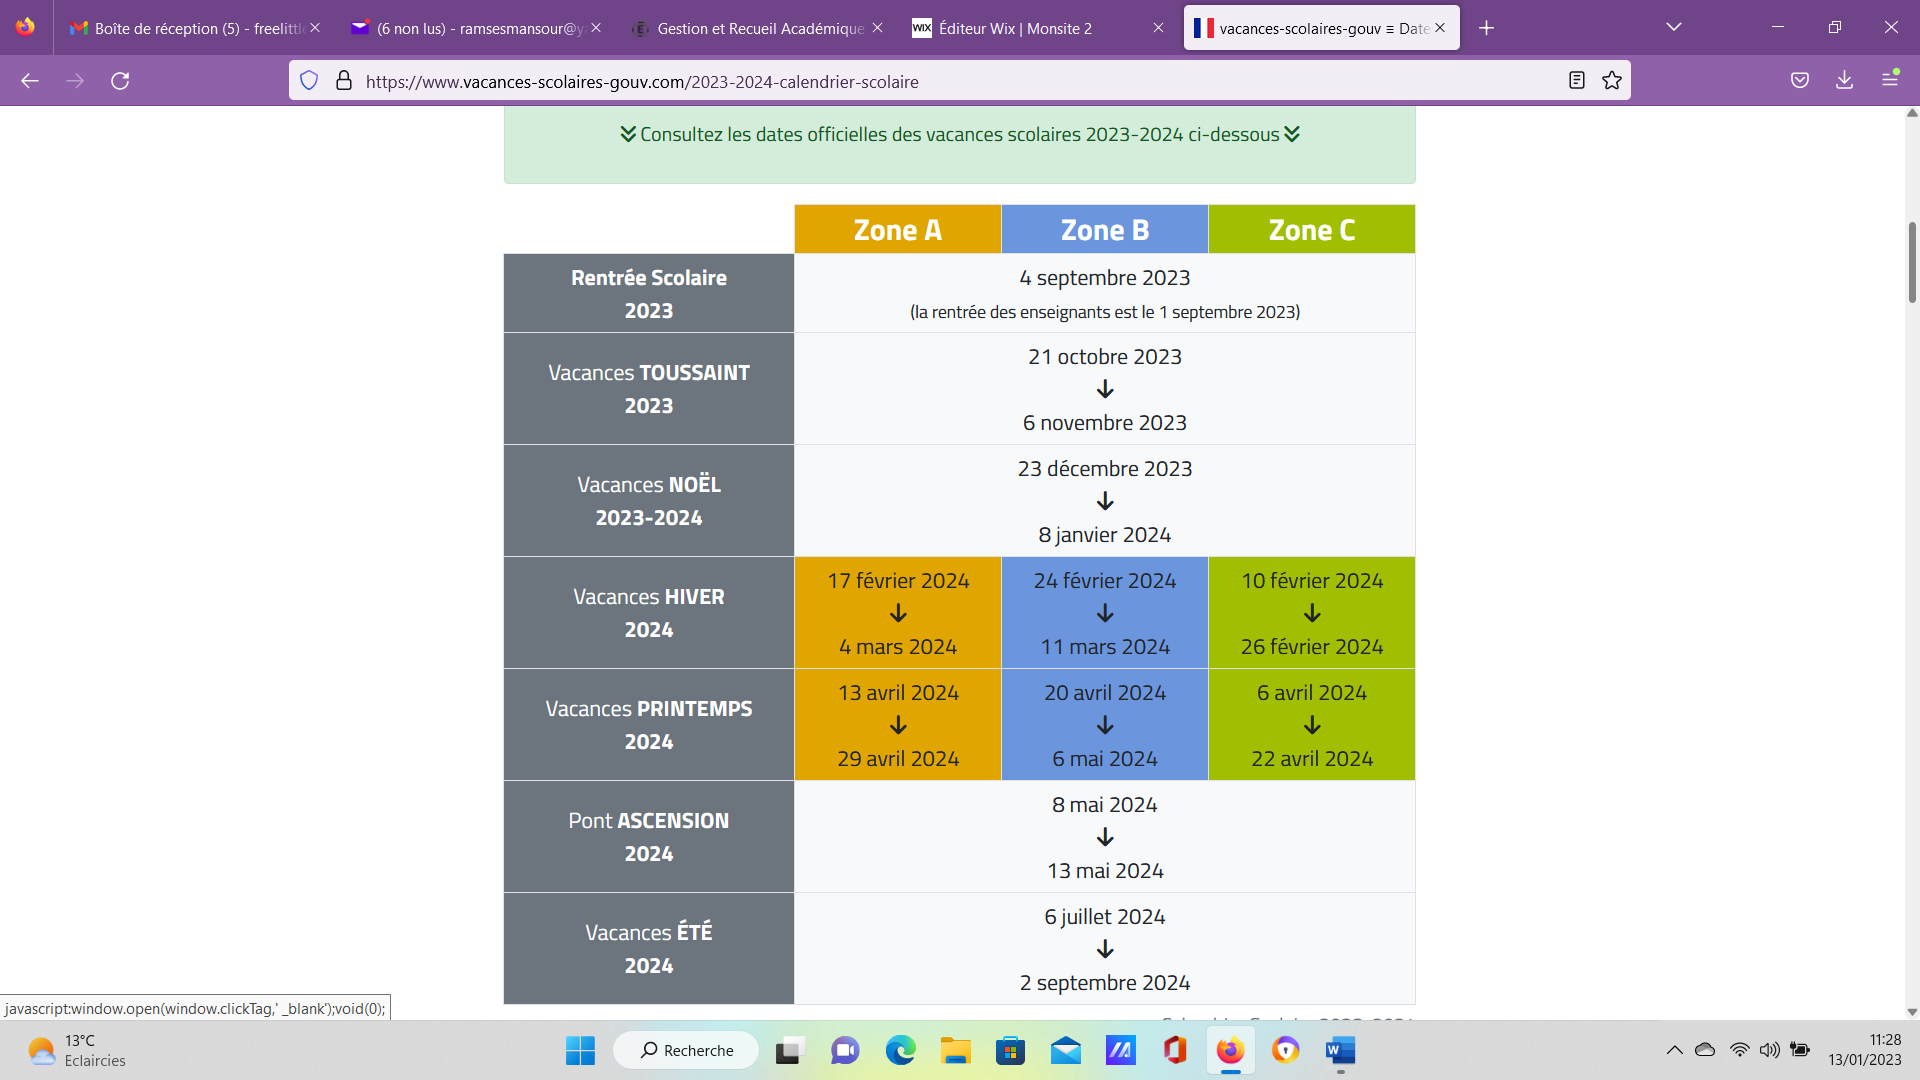 Boîte de réception (5) - freelittle
(6 non lus) - ramsesmansour@y
Gestion et Recueil Académique
WIX Éditeur Wix | Monsite 2
vacances-scolaires-gouv ≡ Date
https://www.vacances-scolaires-gouv.com/2023-2024-calendrier-scolaire
Consultez les dates officielles des vacances scolaires 2023-2024 ci-dessous
Zone A Zone B Zone C
Rentrée Scolaire
2023
4 septembre 2023
(la rentrée des enseignants est le 1 septembre 2023)
Vacances TOUSSAINT
2023
21 octobre 2023
↓
6 novembre 2023
Vacances NOËL
2023-2024
23 décembre 2023
↓
8 janvier 2024
Vacances HIVER
2024
17 février 2024
↓
4 mars 2024
24 février 2024
↓
11 mars 2024
10 février 2024
↓
26 février 2024
Vacances PRINTEMPS
2024
13 avril 2024
↓
29 avril 2024
20 avril 2024
↓
6 mai 2024
6 avril 2024
↓
22 avril 2024
Pont ASCENSION
2024
8 mai 2024
↓
13 mai 2024
Vacances ÉTÉ
2024
6 juillet 2024
↓
2 septembre 2024
javascript:window.open(window.clickTag,'_blank');void(0);
13°C
Eclaircies
Recherche
11:28
13/01/2023